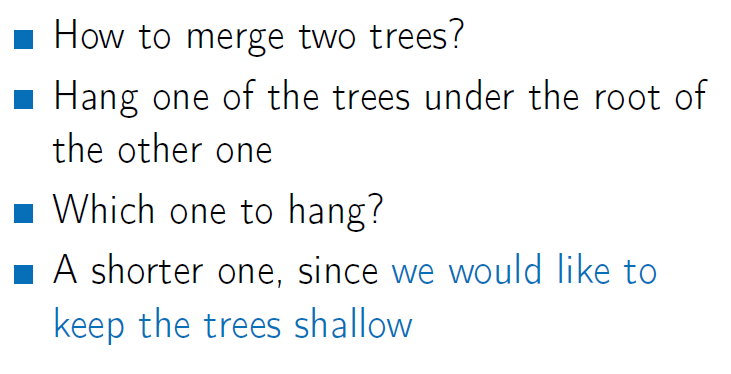 How to merge two trees?
Hang one of the trees under the root of
the other one
Which one to hang?
A shorter one, since we would like to
keep the trees shallow